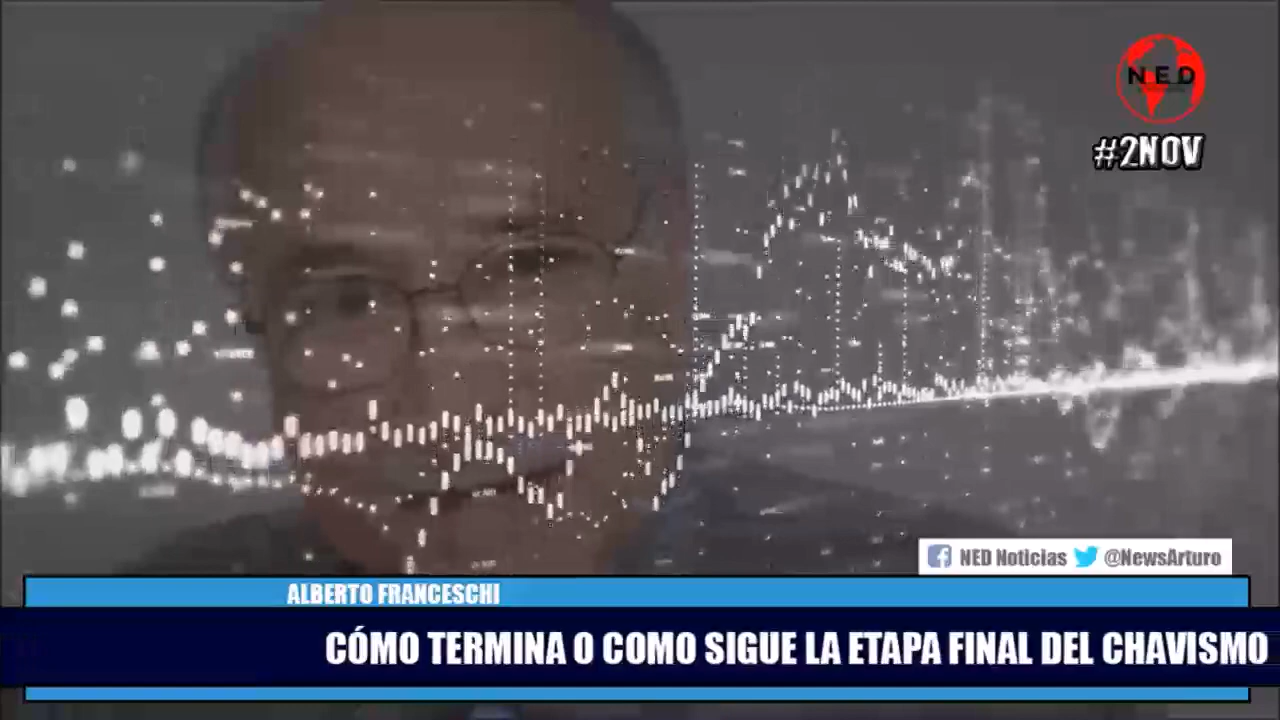 NED
#2NOV
NED Noticias @NewsArturo
ALBERTO FRANCESCHI
CÓMO TERMINA O COMO SIGUE LA ETAPA FINAL DEL CHAVISMO